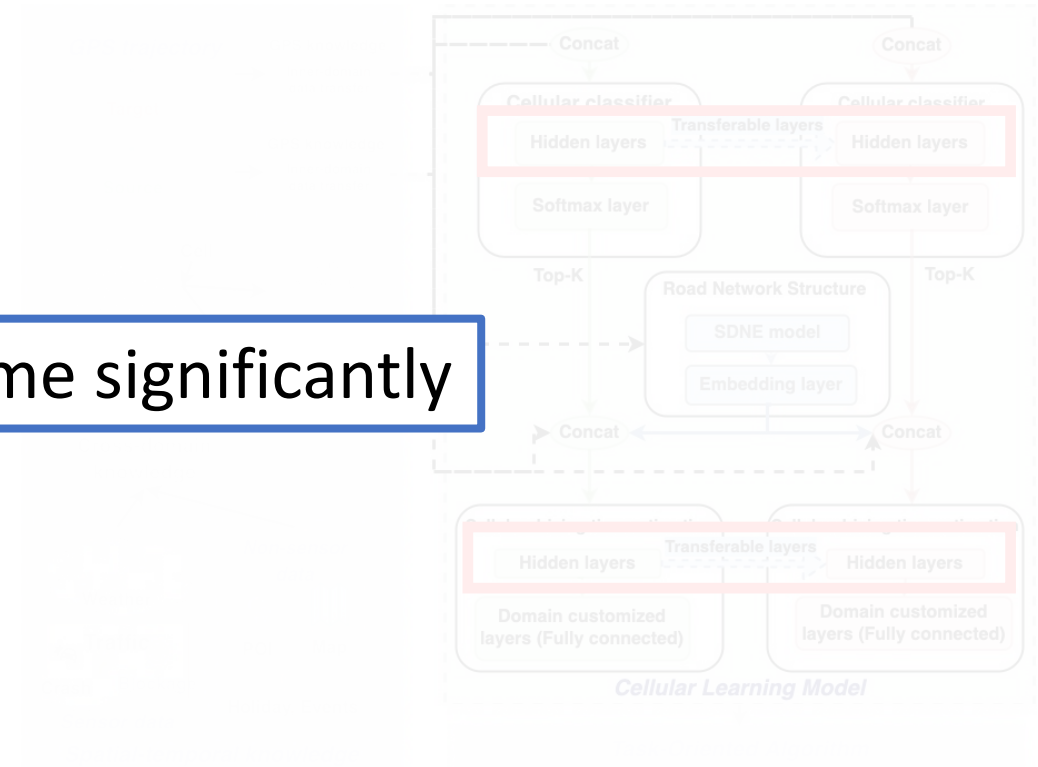 Concat Concat
Cellular classifier Cellular classifier
Transferable layers
Hidden layers Hidden layers
Softmax layer Softmax layer
Top-K Top-K
Road Network Structure
SDNE model
me significantly
Embedding layer
Concat Concat
Transferable layers
Hidden layers Hidden layers
Domain customized Domain customized
layers (Fully connected) layers (Fully connected)
Cellular Learning Model